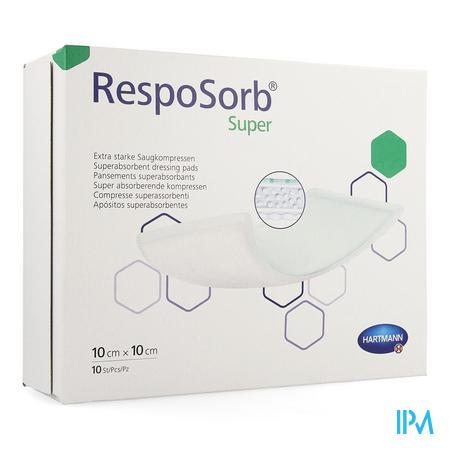 RespoSorb®
Super
Extra starke Saugkompressen
Superabsorbent dressing pads
Pansements superabsorbants
Super absorberende kompressen
Compresse superassorbenti
Apósitos superabsorbentes
10 cm x 10 cm
10 St/Pcs/Pz
HARTMANN
IPM